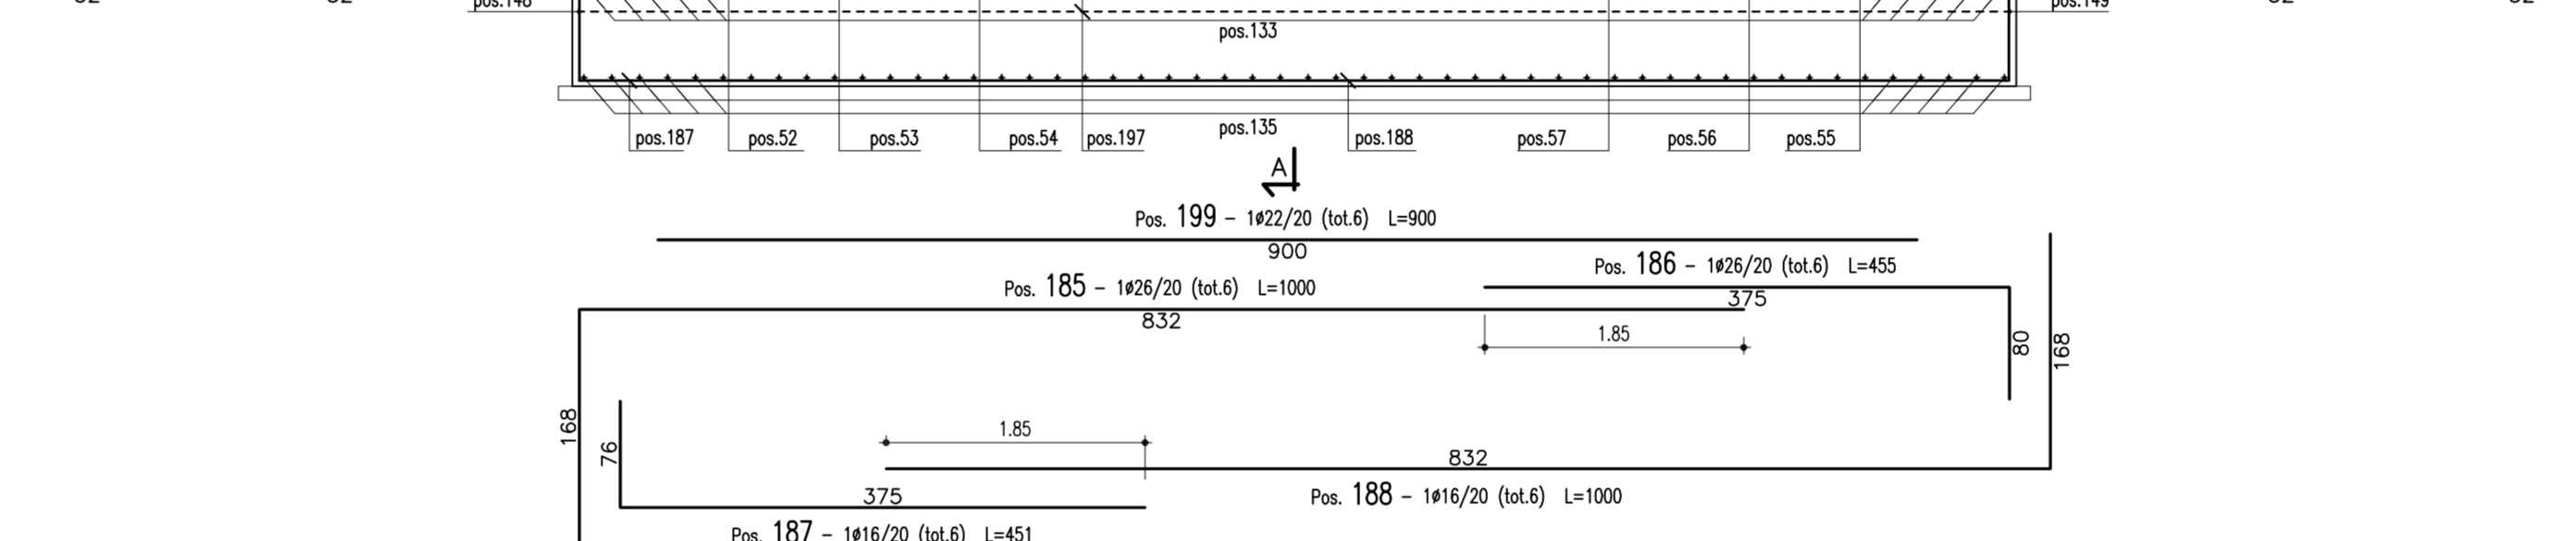 pos.148
pos.149
pos.133
pos.135
pos.187
pos.52
pos.53
pos.54
pos.197
pos.188
pos.57
pos.56
pos.55
A
Pos. 199 - 1ø22/20 (tot.6) L=900
900
Pos. 186 - 1ø26/20 (tot.6) L=455
375
Pos. 185 - 1ø26/20 (tot.6) L=1000
832
1.85
80
168
168
76
1.85
832
375
Pos. 188 - 1ø16/20 (tot.6) L=1000
Pos. 187 - 1ø16/20 (tot.6) L=451